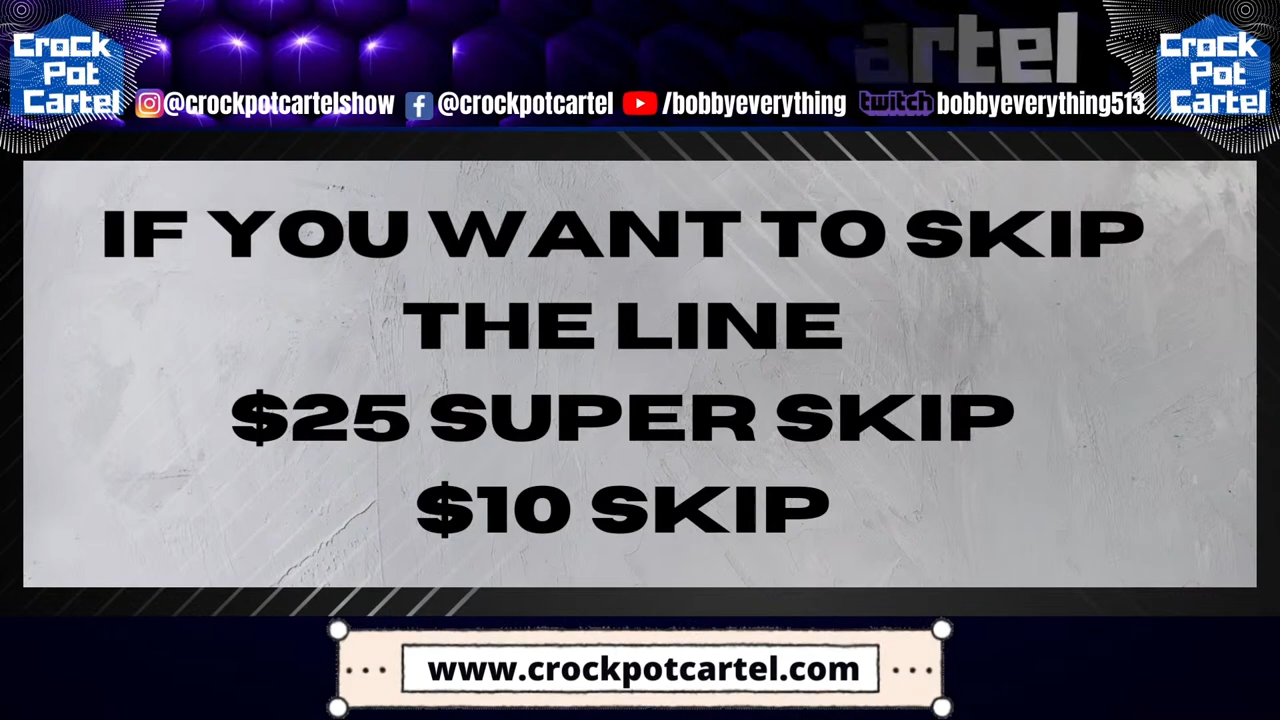 artel
Crock
Pot
Cartel
@crockpotcartelshow @crockpotcartel /bobbyeverything twitch bobbyeverything513
Crock
Pot
Cartel
IF YOU WANT TO SKIP
THE LINE
$25 SUPER SKIP
$10 SKIP
www.crockpotcartel.com